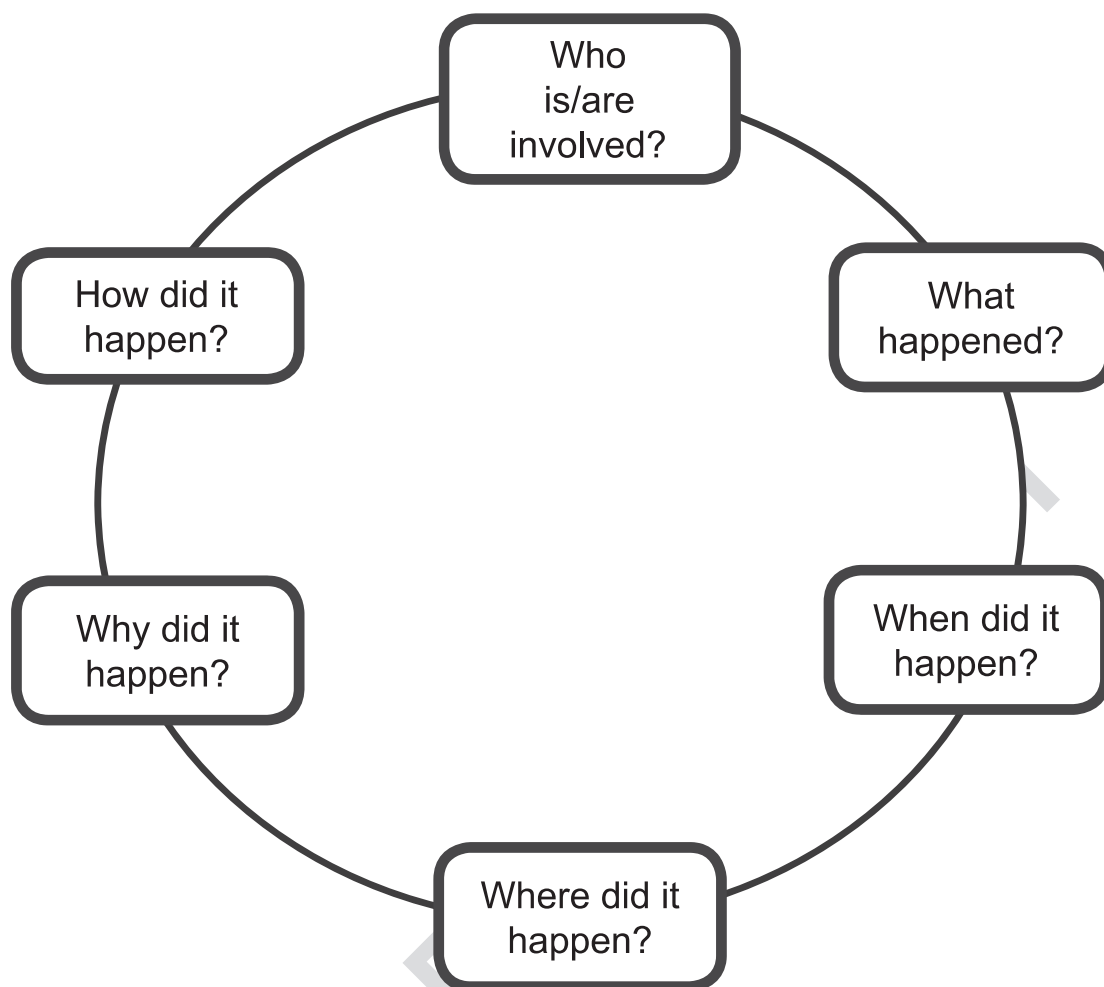 Who
is/are
involved?
What
happened?
When did it
happen?
Where did it
happen?
Why did it
happen?
How did it
happen?